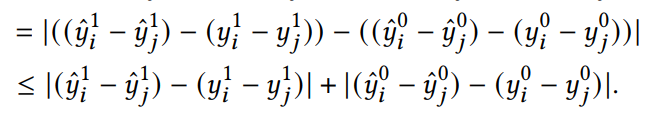 = |((ŷ_i^1 − ŷ_j^1) − (y_i^1 − y_j^1)) − ((ŷ_i^0 − ŷ_j^0) − (y_i^0 − y_j^0))|
≤ |(ŷ_i^1 − ŷ_j^1) − (y_i^1 − y_j^1)| + |(ŷ_i^0 − ŷ_j^0) − (y_i^0 − y_j^0)|.